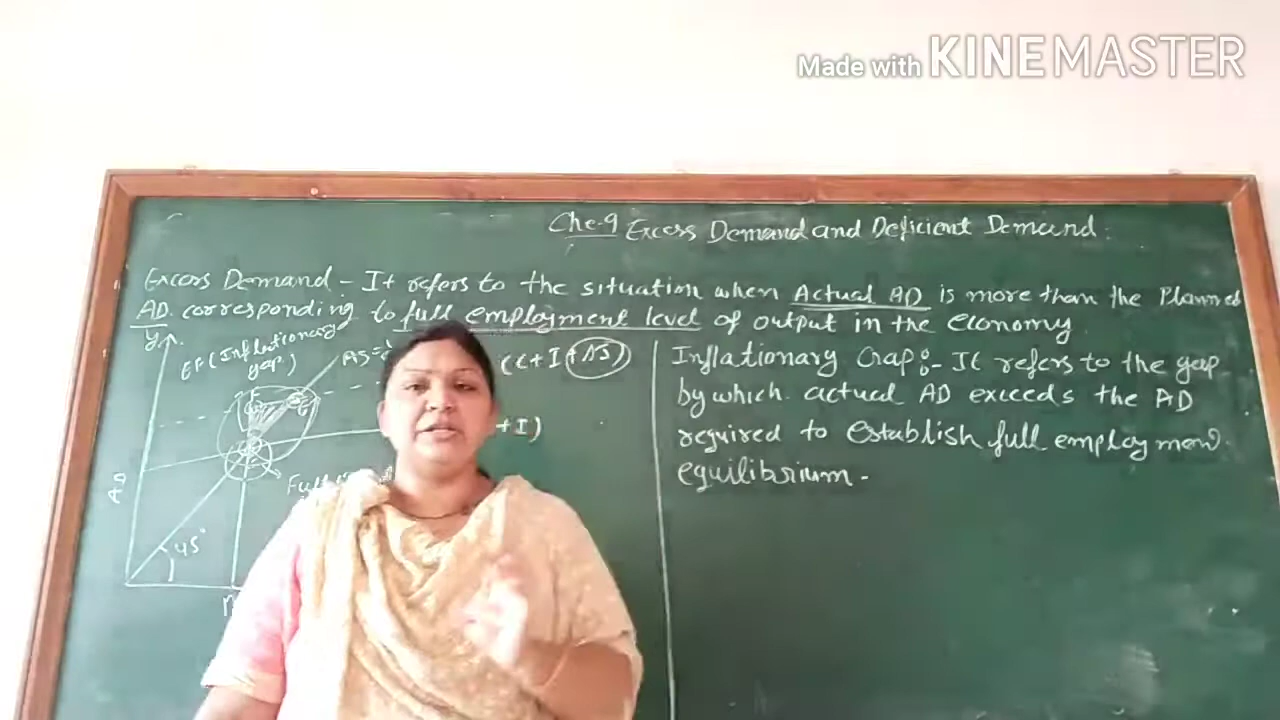 Made with KINEMASTER
Che-9 Excess Demand and Deficient Demand.
Excess Demand - It refers to the situation when Actual AD is more than the Planned
AD. corresponding to full employment level of output in the economy
y
EF (Inflationary
gap)
AS=
(C+I+ΔI)
+I)
45°
Inflationary Gap:- It refers to the gap
by which actual AD exceeds the AD
required to establish full employment
equilibrium.